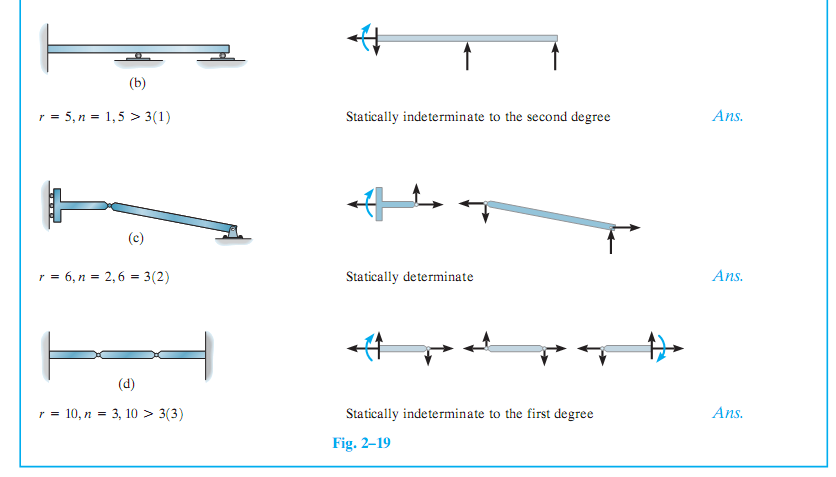 (b)
r = 5, n = 1, 5 > 3(1)
Statically indeterminate to the second degree
Ans.
(c)
r = 6, n = 2, 6 = 3(2)
Statically determinate
Ans.
(d)
r = 10, n = 3, 10 > 3(3)
Statically indeterminate to the first degree
Ans.
Fig. 2–19